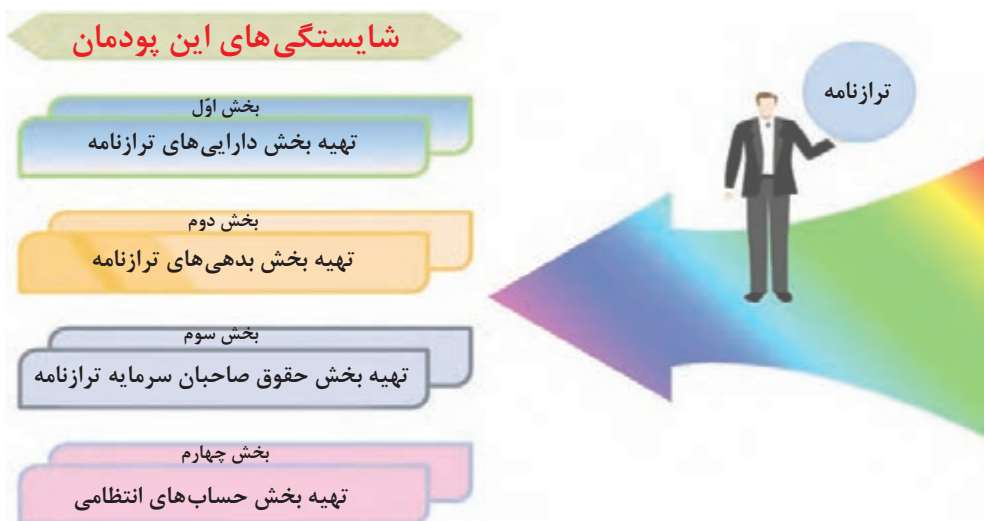 شایستگی‌های این پودمان
بخش اوّل
تهیه بخش دارایی‌های ترازنامه
بخش دوم
تهیه بخش بدهی‌های ترازنامه
بخش سوم
تهیه بخش حقوق صاحبان سرمایه ترازنامه
بخش چهارم
تهیه بخش حساب‌های انتظامی
ترازنامه